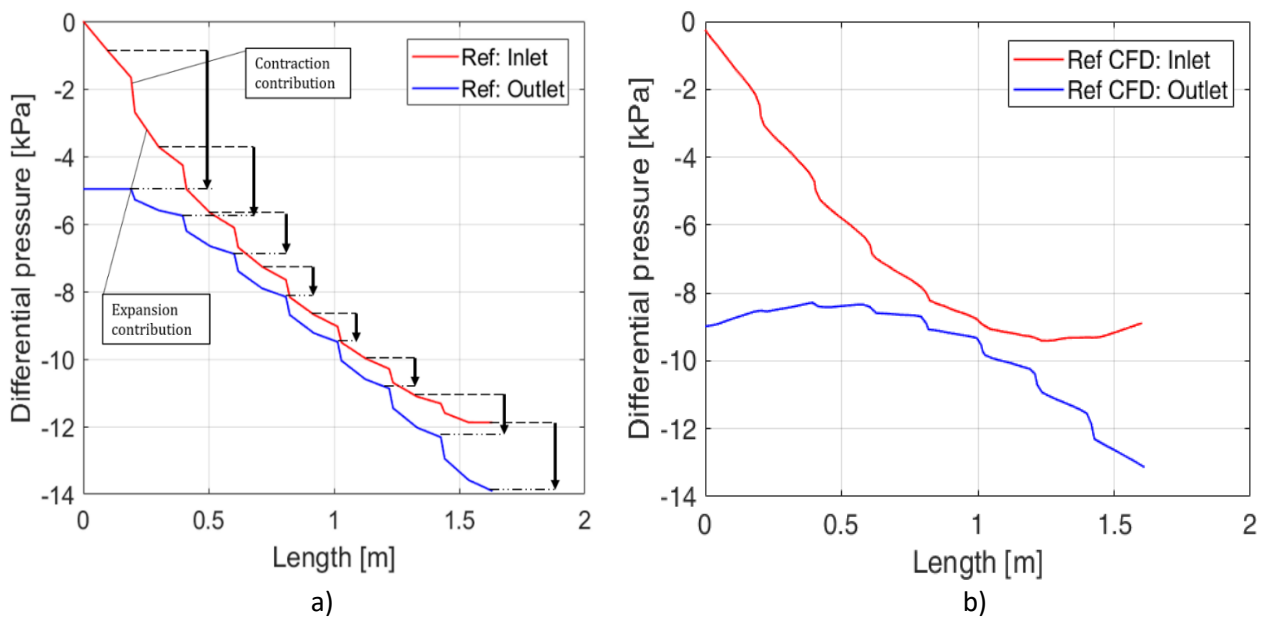 0
-2
-4
-6
-8
-10
-12
-14
Differential pressure [kPa]
Contraction
contribution
Ref: Inlet
Ref: Outlet
Expansion
contribution
0
0.5
1
1.5
2
Length [m]
a)
0
-2
-4
-6
-8
-10
-12
-14
Differential pressure [kPa]
Ref CFD: Inlet
Ref CFD: Outlet
0
0.5
1
1.5
2
Length [m]
b)